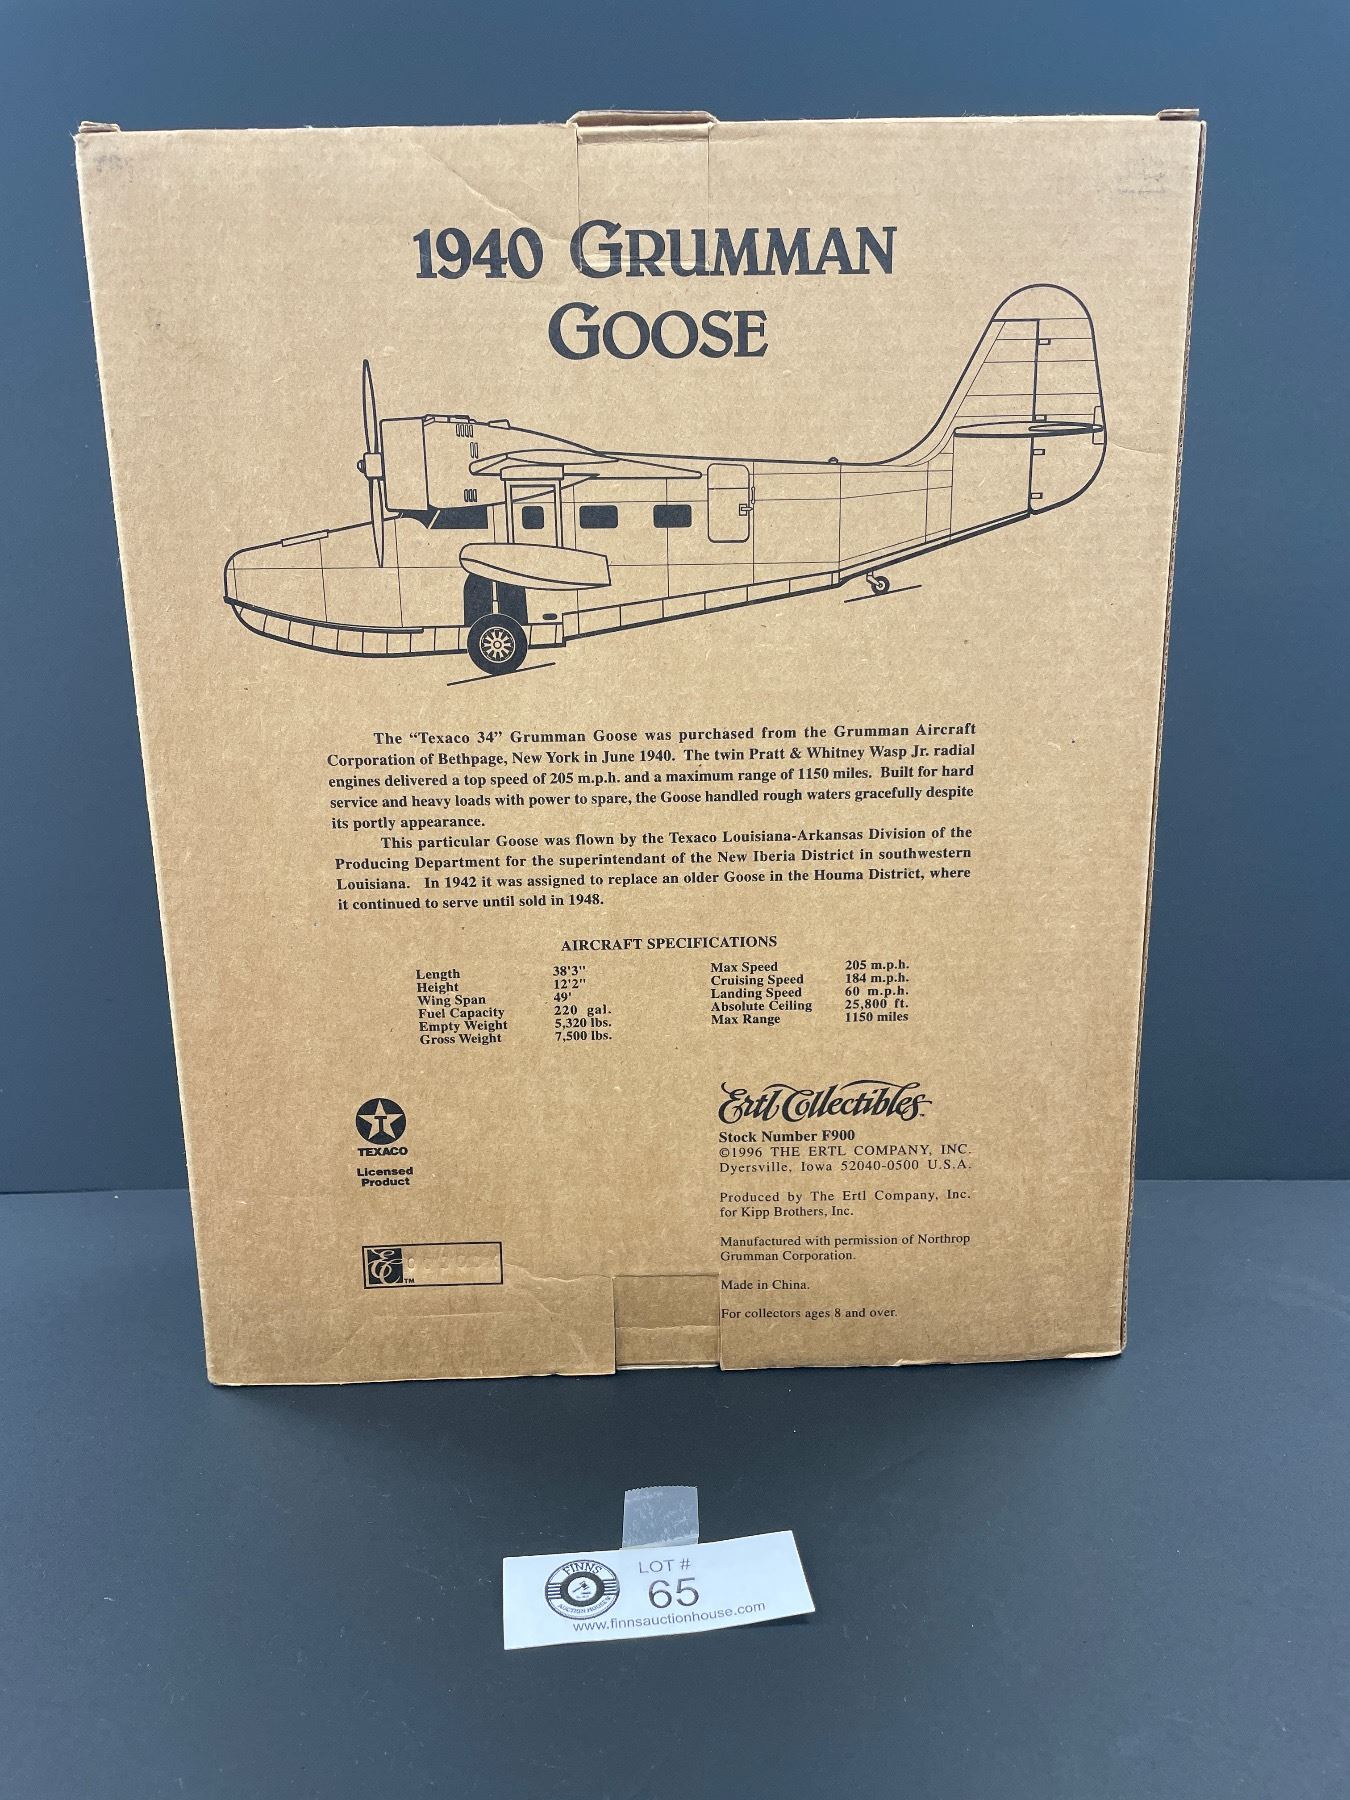 1940 GRUMMAN
GOOSE
The “Texaco 34” Grumman Goose was purchased from the Grumman Aircraft
Corporation of Bethpage, New York in June 1940. The twin Pratt & Whitney Wasp Jr. radial
engines delivered a top speed of 205 m.p.h. and a maximum range of 1150 miles. Built for hard
service and heavy loads with power to spare, the Goose handled rough waters gracefully despite
its portly appearance.
This particular Goose was flown by the Texaco Louisiana-Arkansas Division of the
Producing Department for the superintendant of the New Iberia District in southwestern
Louisiana. In 1942 it was assigned to replace an older Goose in the Houma District, where
it continued to serve until sold in 1948.
AIRCRAFT SPECIFICATIONS
Length 38'3"
Height 12'2"
Wing Span 49'
Fuel Capacity 220 gal.
Empty Weight 5,320 lbs.
Gross Weight 7,500 lbs.
Max Speed 205 m.p.h.
Cruising Speed 184 m.p.h.
Landing Speed 60 m.p.h.
Absolute Ceiling 25,800 ft.
Max Range 1150 miles
T
TEXACO
Licensed
Product
E TM
Ertl Collectibles™
Stock Number F900
©1996 THE ERTL COMPANY, INC.
Dyersville, Iowa 52040-0500 U.S.A.
Produced by The Ertl Company, Inc.
for Kipp Brothers, Inc.
Manufactured with permission of Northrop
Grumman Corporation.
Made in China.
For collectors ages 8 and over.
FINNS
AUCTION HOUSE
LOT #
65
www.finnsauctionhouse.com